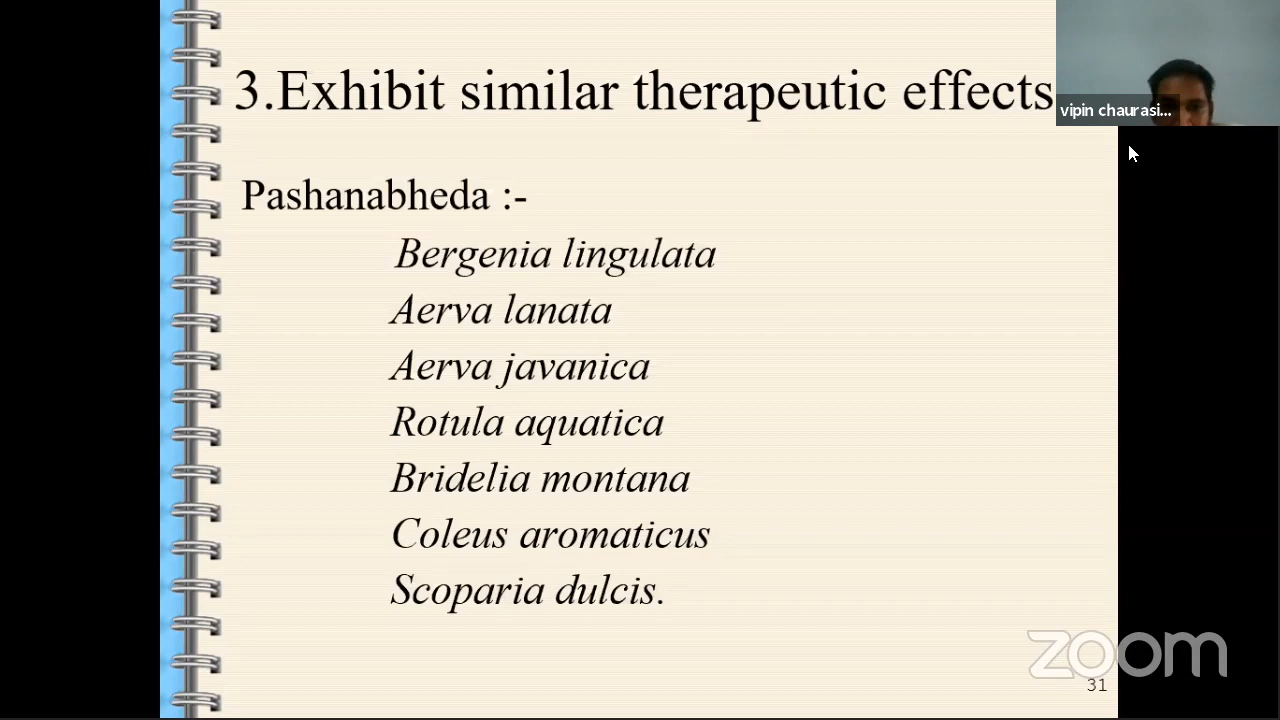 3.Exhibit similar therapeutic effects
vipin chaurasi...
Pashanabheda :-
Bergenia lingulata
Aerva lanata
Aerva javanica
Rotula aquatica
Bridelia montana
Coleus aromaticus
Scoparia dulcis.
zoom
31